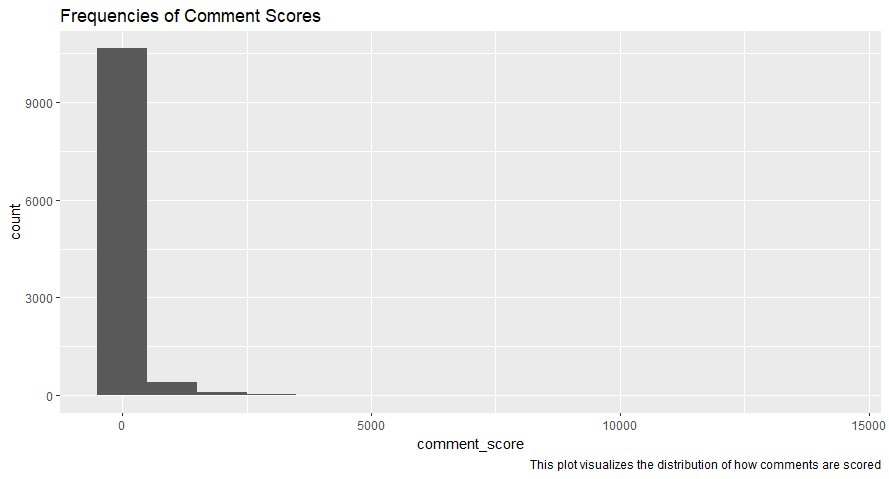 Frequencies of Comment Scores
9000
6000
3000
0
count
0 5000 10000 15000
comment_score
This plot visualizes the distribution of how comments are scored